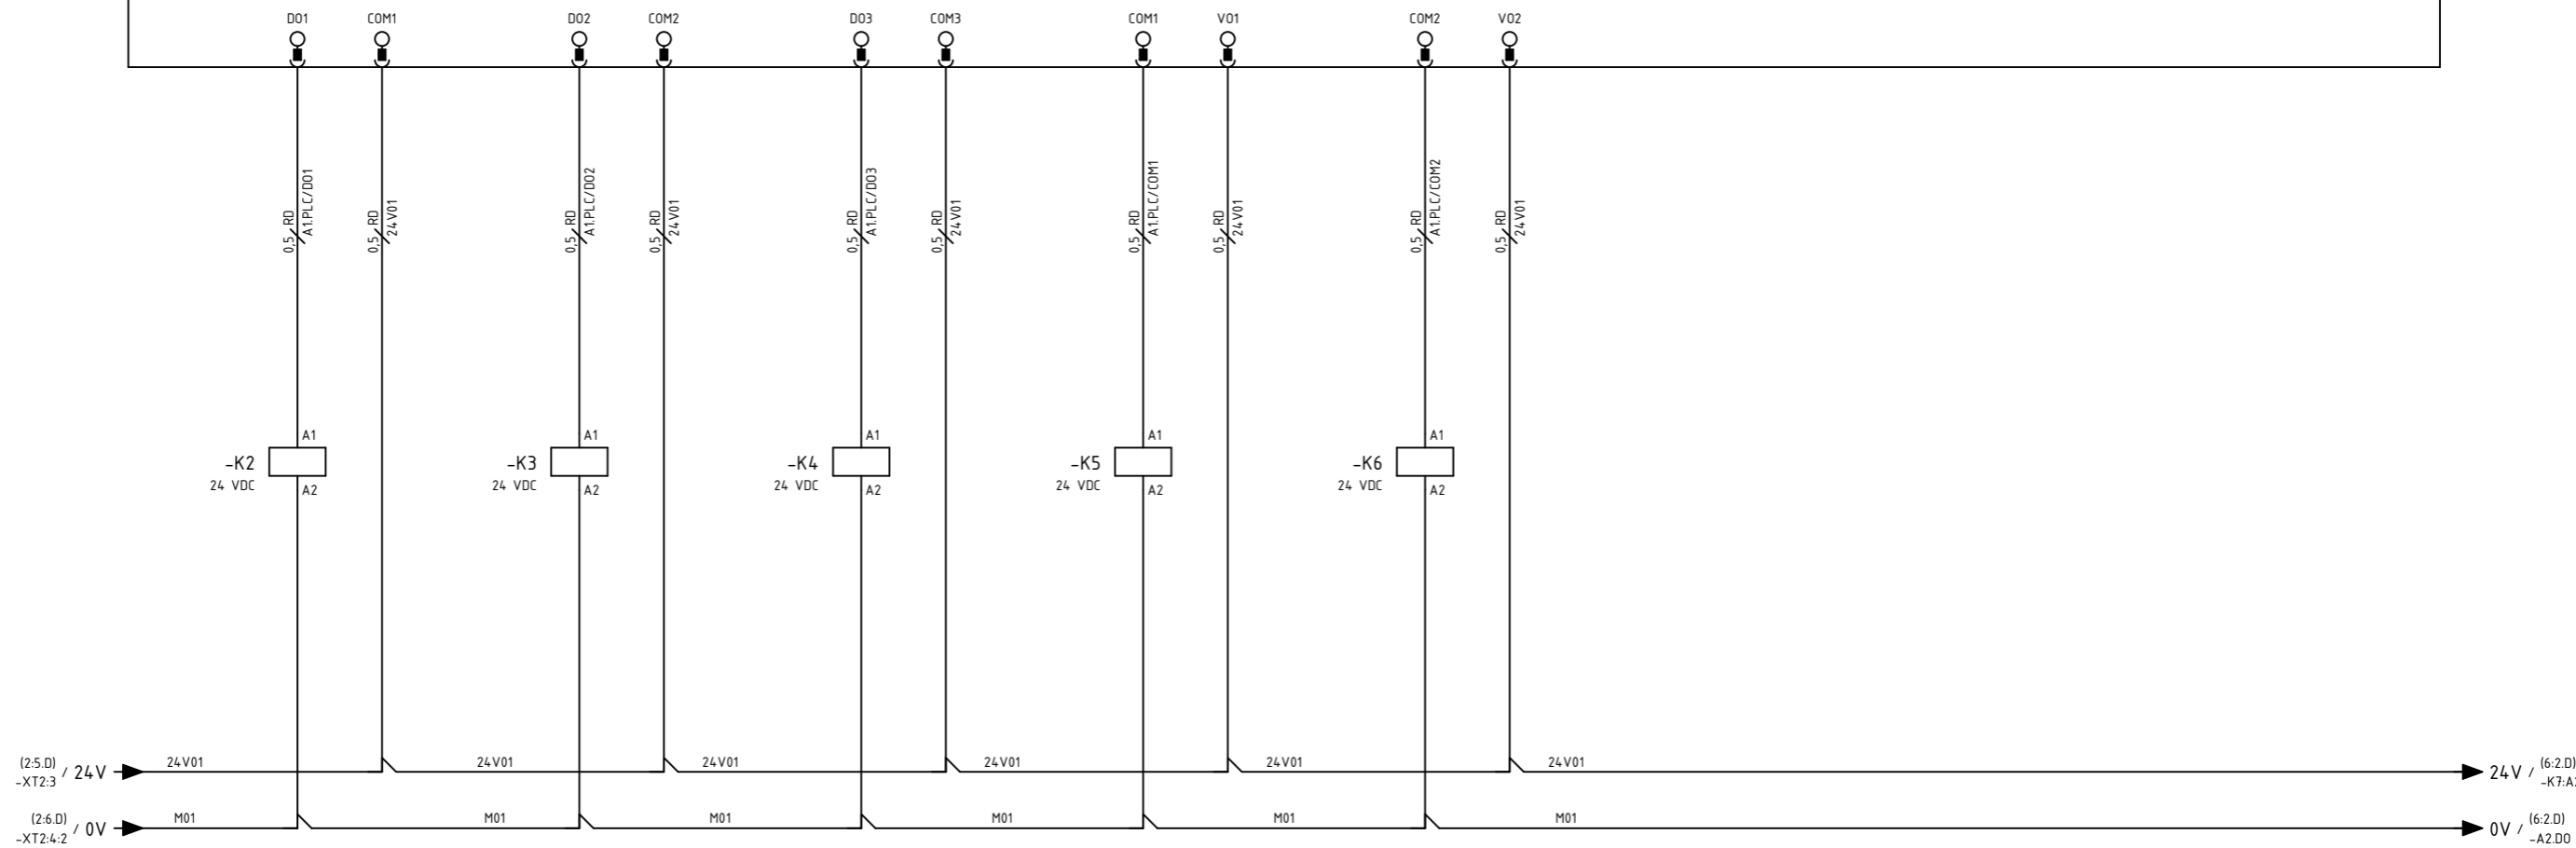 DO1 COM1 DO2 COM2 DO3 COM3 COM1 VO1 COM2 VO2
0,5 RD
A1.PLC/DO1
0,5 RD
24V01
0,5 RD
A1.PLC/DO2
0,5 RD
24V01
0,5 RD
A1.PLC/DO3
0,5 RD
24V01
0,5 RD
A1.PLC/COM1
0,5 RD
24V01
0,5 RD
A1.PLC/COM2
0,5 RD
24V01
A1 A1 A1 A1 A1
-K2 -K3 -K4 -K5 -K6
24 VDC 24 VDC 24 VDC 24 VDC 24 VDC
A2 A2 A2 A2 A2
(2:5.D)
-XT2:3
/ 24V
24V01 24V01 24V01 24V01 24V01 24V01
24V /
(6:2.D)
-K7:A
(2:6.D)
-XT2:4:2
/ 0V
M01 M01 M01 M01 M01 M01
0V /
(6:2.D)
-A2.DO